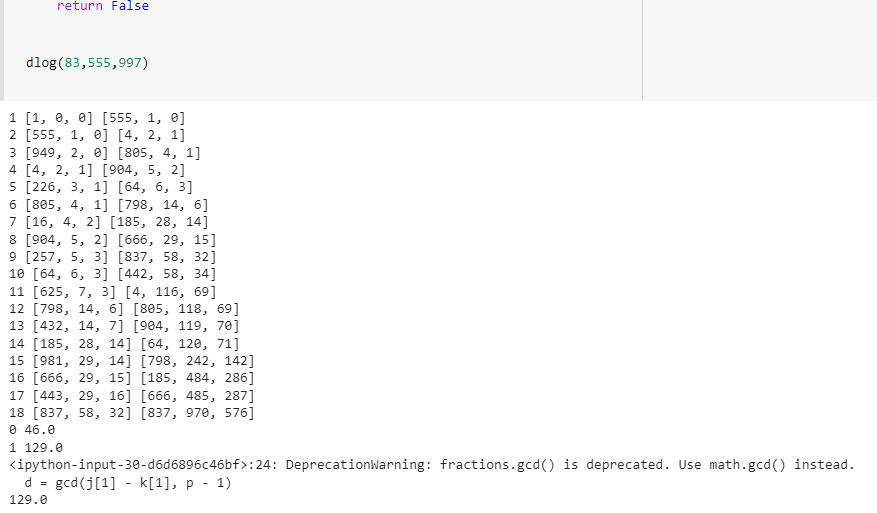 return False
dlog(83,555,997)
1 [1, 0, 0] [555, 1, 0]
2 [555, 1, 0] [4, 2, 1]
3 [949, 2, 0] [805, 4, 1]
4 [4, 2, 1] [904, 5, 2]
5 [226, 3, 1] [64, 6, 3]
6 [805, 4, 1] [798, 14, 6]
7 [16, 4, 2] [185, 28, 14]
8 [904, 5, 2] [666, 29, 15]
9 [257, 5, 3] [837, 58, 32]
10 [64, 6, 3] [442, 58, 34]
11 [625, 7, 3] [4, 116, 69]
12 [798, 14, 6] [805, 118, 69]
13 [432, 14, 7] [904, 119, 70]
14 [185, 28, 14] [64, 120, 71]
15 [981, 29, 14] [798, 242, 142]
16 [666, 29, 15] [185, 484, 286]
17 [443, 29, 16] [666, 485, 287]
18 [837, 58, 32] [837, 970, 576]
0 46.0
1 129.0
<ipython-input-30-d6d6896c46bf>:24: DeprecationWarning: fractions.gcd() is deprecated. Use math.gcd() instead.
d = gcd(j[1] - k[1], p - 1)
129.0